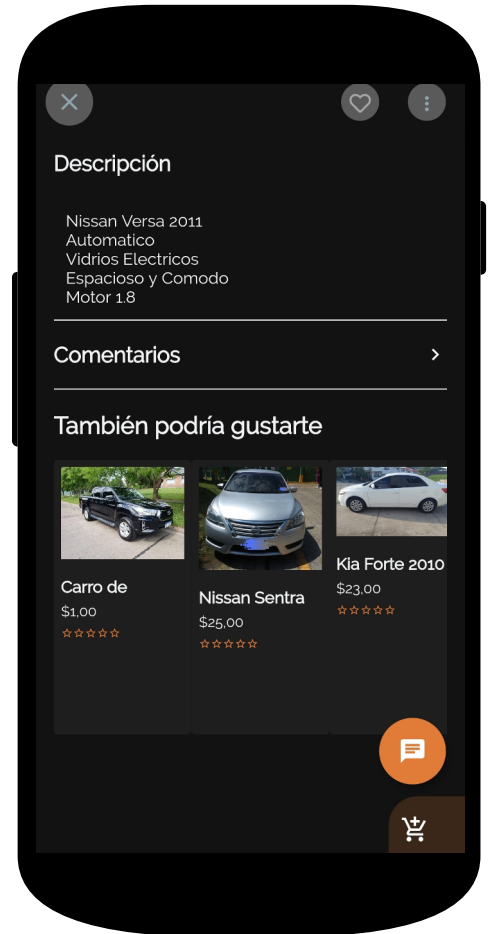 Descripción
Nissan Versa 2011
Automatico
Vidrios Electricos
Espacioso y Comodo
Motor 1.8
Comentarios
También podría gustarte
Carro de
$1,00
Nissan Sentra
$25,00
Kia Forte 2010
$23,00